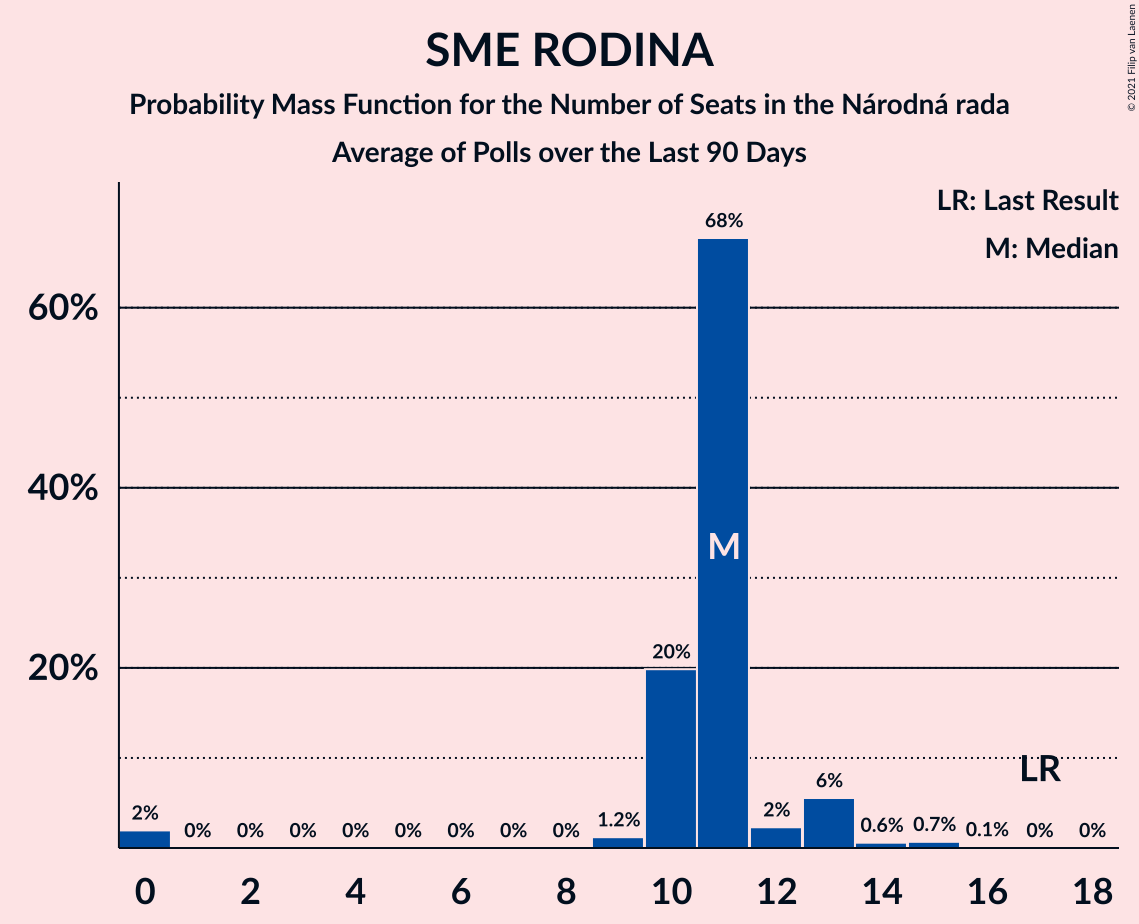 SME RODINA
Probability Mass Function for the Number of Seats in the Národná rada
Average of Polls over the Last 90 Days
© 2021 Filip van Laenen
LR: Last Result
M: Median
60%
40%
20%
2%
0%
0%
0%
0%
0%
0%
0%
0%
1.2%
20%
68%
M
2%
6%
0.6%
0.7%
0.1%
0%
0%
LR
0 2 4 6 8 10 12 14 16 18